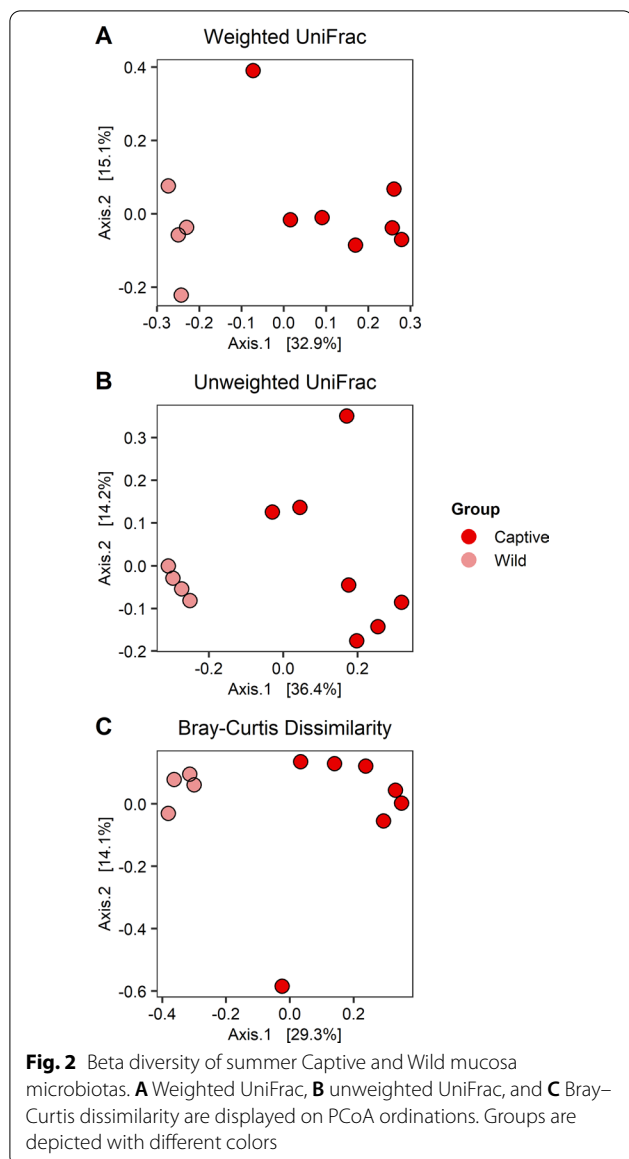 A
Weighted UniFrac
0.4
0.2
0.0
-0.2
Axis.2 [15.1%]
-0.3 -0.2 -0.1 0.0 0.1 0.2 0.3
Axis.1 [32.9%]
B
Unweighted UniFrac
0.3
0.2
0.1
0.0
-0.1
-0.2
Axis.2 [14.2%]
-0.2 0.0 0.2
Axis.1 [36.4%]
Group
Captive
Wild
C
Bray-Curtis Dissimilarity
0.0
-0.2
-0.4
-0.6
Axis.2 [14.1%]
-0.4 -0.2 0.0 0.2
Axis.1 [29.3%]
Fig. 2 Beta diversity of summer Captive and Wild mucosa
microbiotas. A Weighted UniFrac, B unweighted UniFrac, and C Bray–
Curtis dissimilarity are displayed on PCoA ordinations. Groups are
depicted with different colors